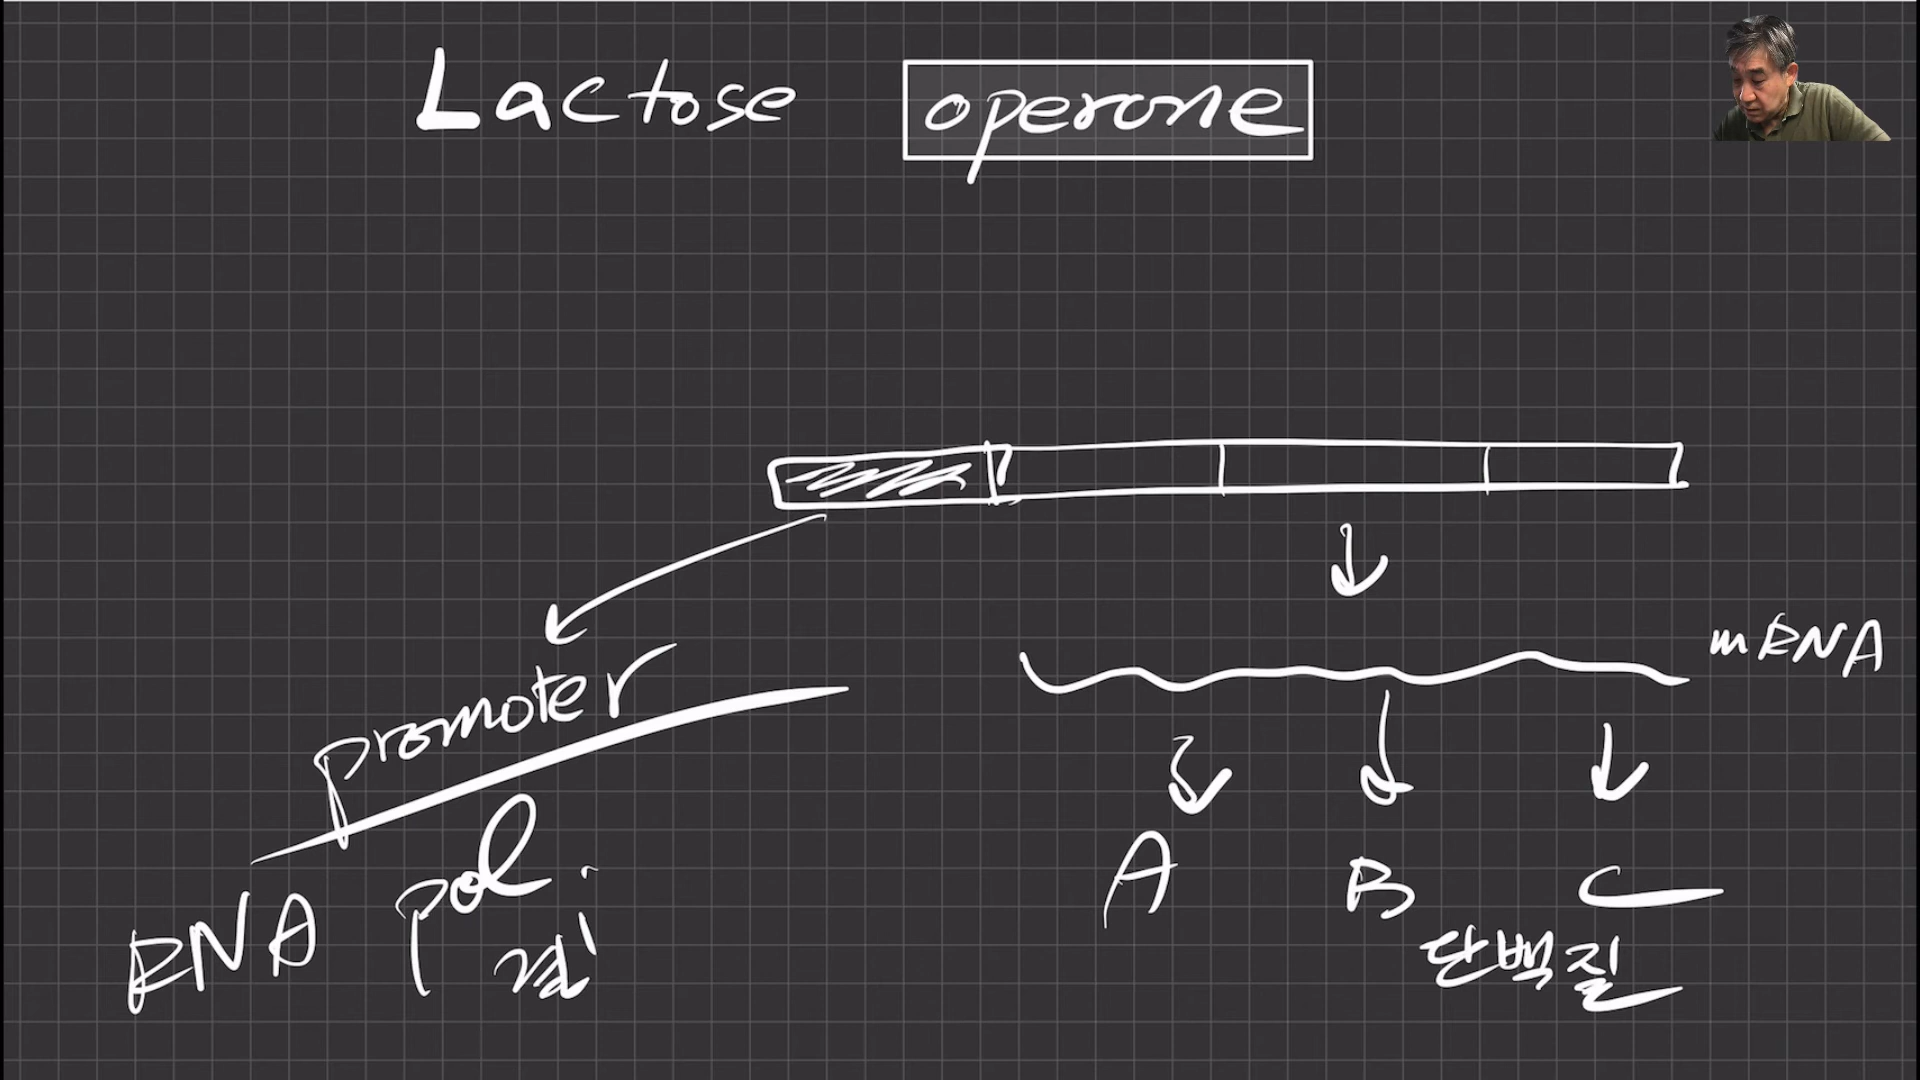 Lactose operone
mRNA
promoter
A B C
RNA pol.
단백질